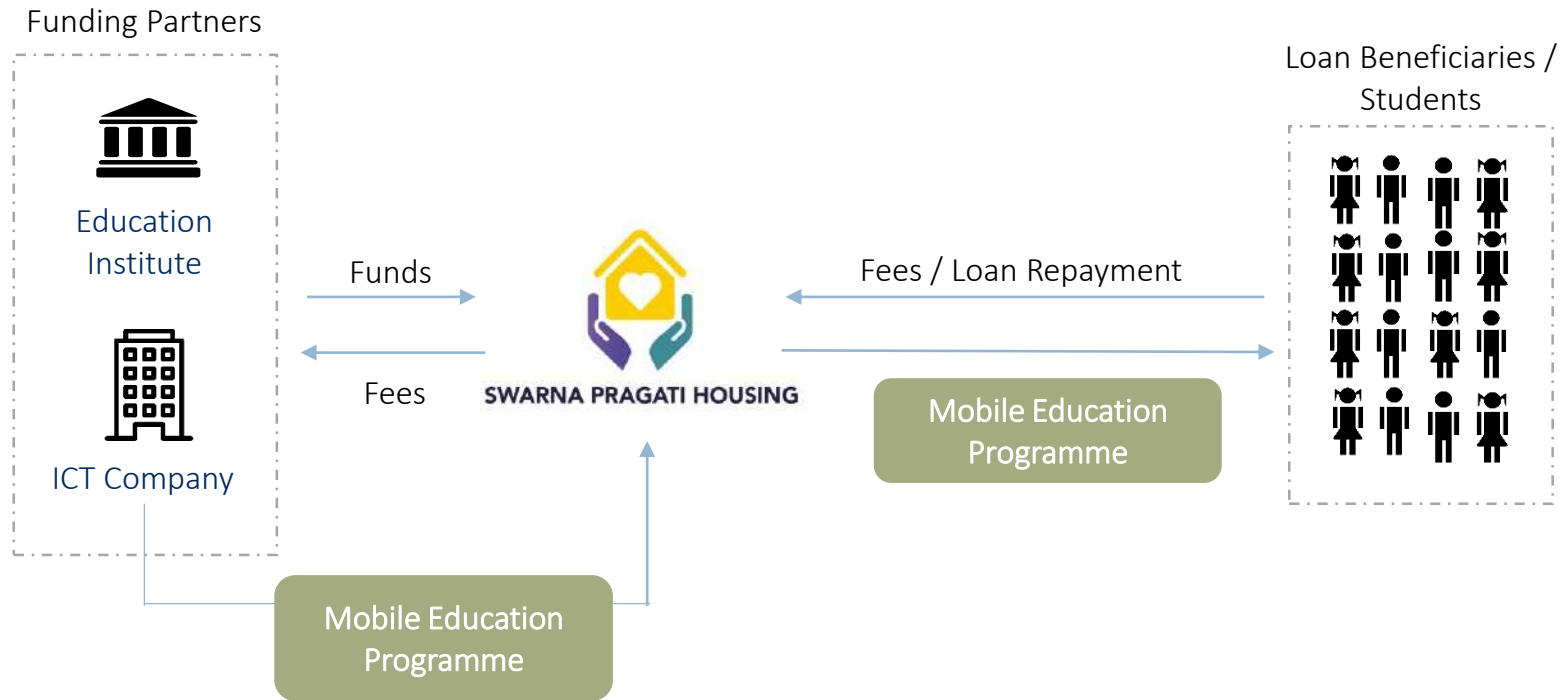 Funding Partners
Education
Institute
ICT Company
Funds
Fees
SWARNA PRAGATI HOUSING
Mobile Education
Programme
Fees / Loan Repayment
Mobile Education
Programme
Loan Beneficiaries /
Students